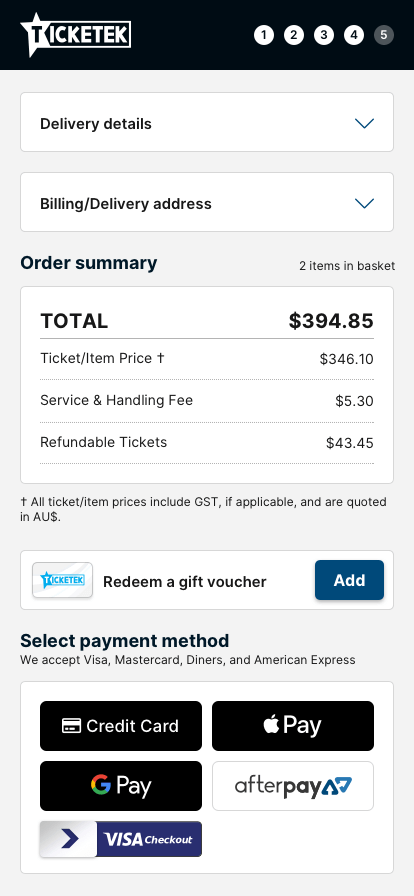 TICKETEK
1 2 3 4 5
Delivery details
Billing/Delivery address
Order summary
2 items in basket
TOTAL $394.85
Ticket/Item Price † $346.10
Service & Handling Fee $5.30
Refundable Tickets $43.45
† All ticket/item prices include GST, if applicable, and are quoted
in AU$.
TICKETEK
Redeem a gift voucher
Add
Select payment method
We accept Visa, Mastercard, Diners, and American Express
Credit Card
Pay
G Pay
afterpay
VISA Checkout